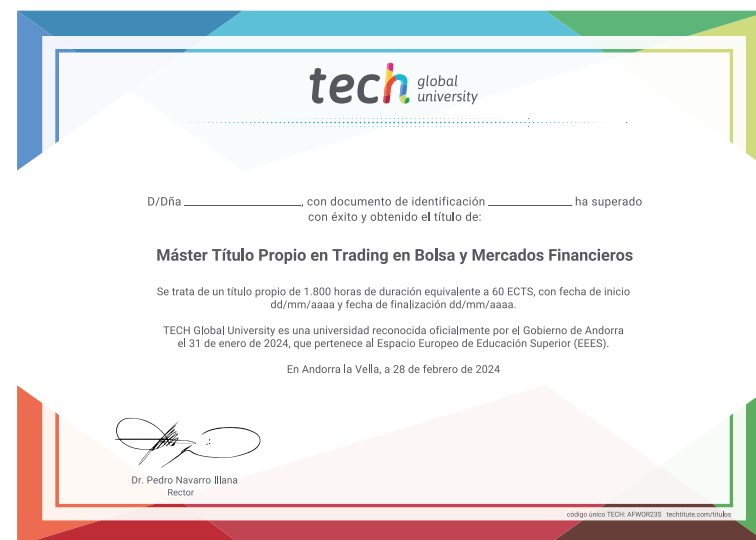 tech global university
D/Dña ____________________, con documento de identificación ______________ ha superado
con éxito y obtenido el título de:
Máster Título Propio en Trading en Bolsa y Mercados Financieros
Se trata de un título propio de 1.800 horas de duración equivalente a 60 ECTS, con fecha de inicio
dd/mm/aaaa y fecha de finalización dd/mm/aaaa.
TECH Global University es una universidad reconocida oficialmente por el Gobierno de Andorra
el 31 de enero de 2024, que pertenece al Espacio Europeo de Educación Superior (EEES).
En Andorra la Vella, a 28 de febrero de 2024
Dr. Pedro Navarro Illana
Rector
código único TECH: AFWOR23S techtitute.com/titulos